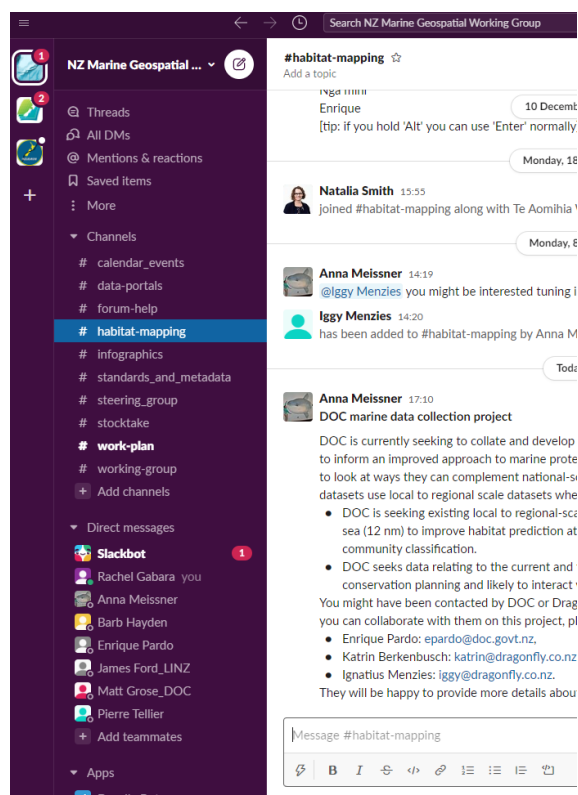 Search NZ Marine Geospatial Working Group
1
2
NZ Marine Geospatial ...
Threads
All DMs
@ Mentions & reactions
Saved items
More
Channels
# calendar_events
# data-portals
# forum-help
# habitat-mapping
# infographics
# standards_and_metadata
# steering_group
# stocktake
# work-plan
# working-group
+ Add channels
Direct messages
Slackbot 1
Rachel Gabara you
Anna Meissner
Barb Hayden
Enrique Pardo
James Ford_LINZ
Matt Grose_DOC
Pierre Tellier
+ Add teammates
Apps
#habitat-mapping
Add a topic
Ngā mihi
Enrique
10 Decemb
[tip: if you hold 'Alt' you can use 'Enter' normally
Monday, 18
Natalia Smith 15:55
joined #habitat-mapping along with Te Aomihia
Monday, 8
Anna Meissner 14:19
@Iggy Menzies you might be interested tuning i
Iggy Menzies 14:20
has been added to #habitat-mapping by Anna M
Toda
Anna Meissner 17:10
DOC marine data collection project
DOC is currently seeking to collate and develop
to inform an improved approach to marine prote
to look at ways they can complement national-s
datasets use local to regional scale datasets whe
• DOC is seeking existing local to regional-sca
sea (12 nm) to improve habitat prediction at
community classification.
• DOC seeks data relating to the current and
conservation planning and likely to interact
You might have been contacted by DOC or Drag
you can collaborate with them on this project, pl
• Enrique Pardo: epardo@doc.govt.nz,
• Katrin Berkenbusch: katrin@dragonfly.co.nz
• Ignatius Menzies: iggy@dragonfly.co.nz.
They will be happy to provide more details abou
Message #habitat-mapping
B I S </>